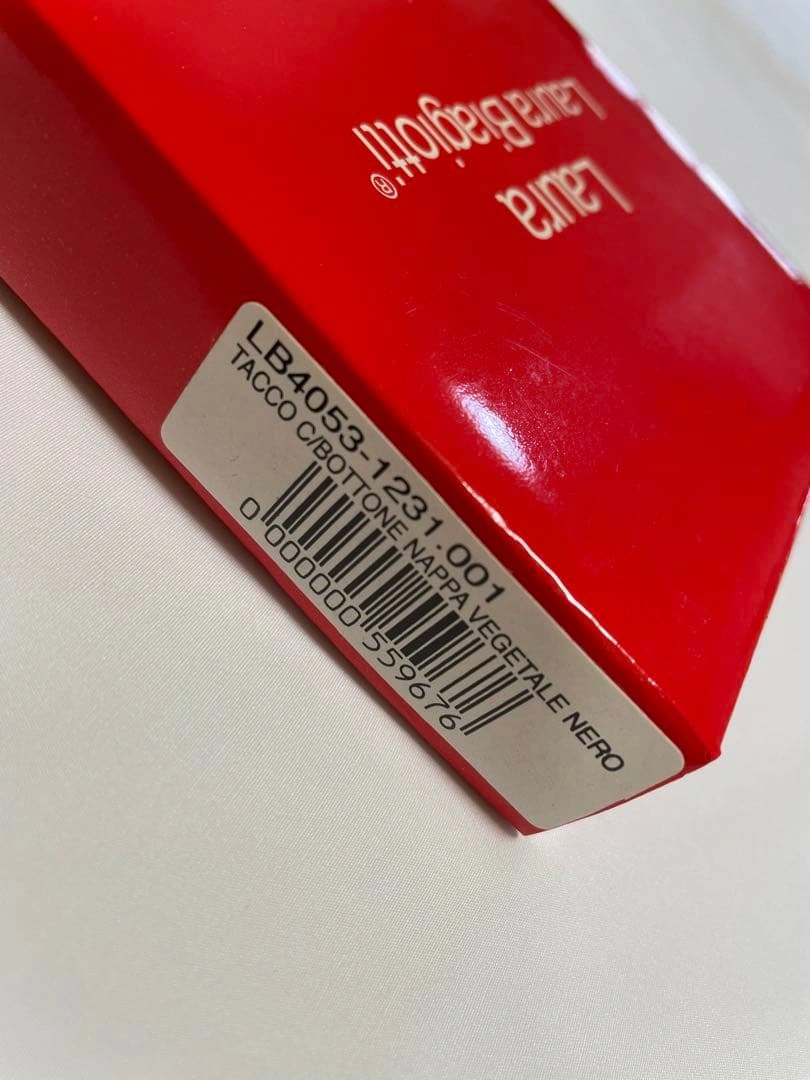 Laura.
Laura Biagiotti®
LB4053-1231.001
TACCO C/BOTTONE NAPPA VEGETALE NERO
0 000000 559676